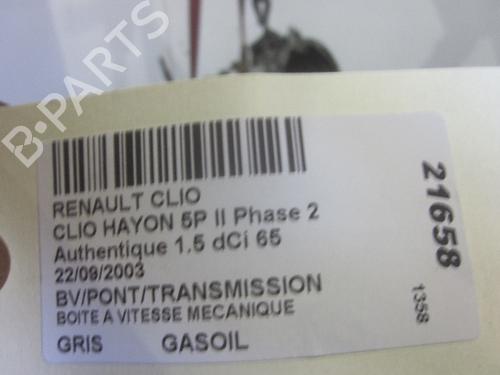 B-PARTS
RENAULT CLIO
CLIO HAYON 5P II Phase 2
Authentique 1.5 dCi 65
22/09/2003
BV/PONT/TRANSMISSION
BOITE A VITESSE MECANIQUE
GRIS GASOIL
21658
1358